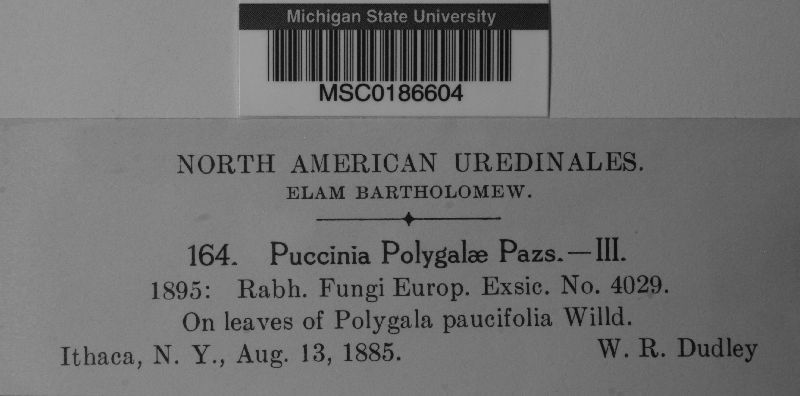 Michigan State University
MSC0186604
NORTH AMERICAN UREDINALES.
ELAM BARTHOLOMEW.
164. Puccinia Polygalæ Pazs.—III.
1895: Rabh. Fungi Europ. Exsic. No. 4029.
On leaves of Polygala paucifolia Willd.
Ithaca, N. Y., Aug. 13, 1885. W. R. Dudley